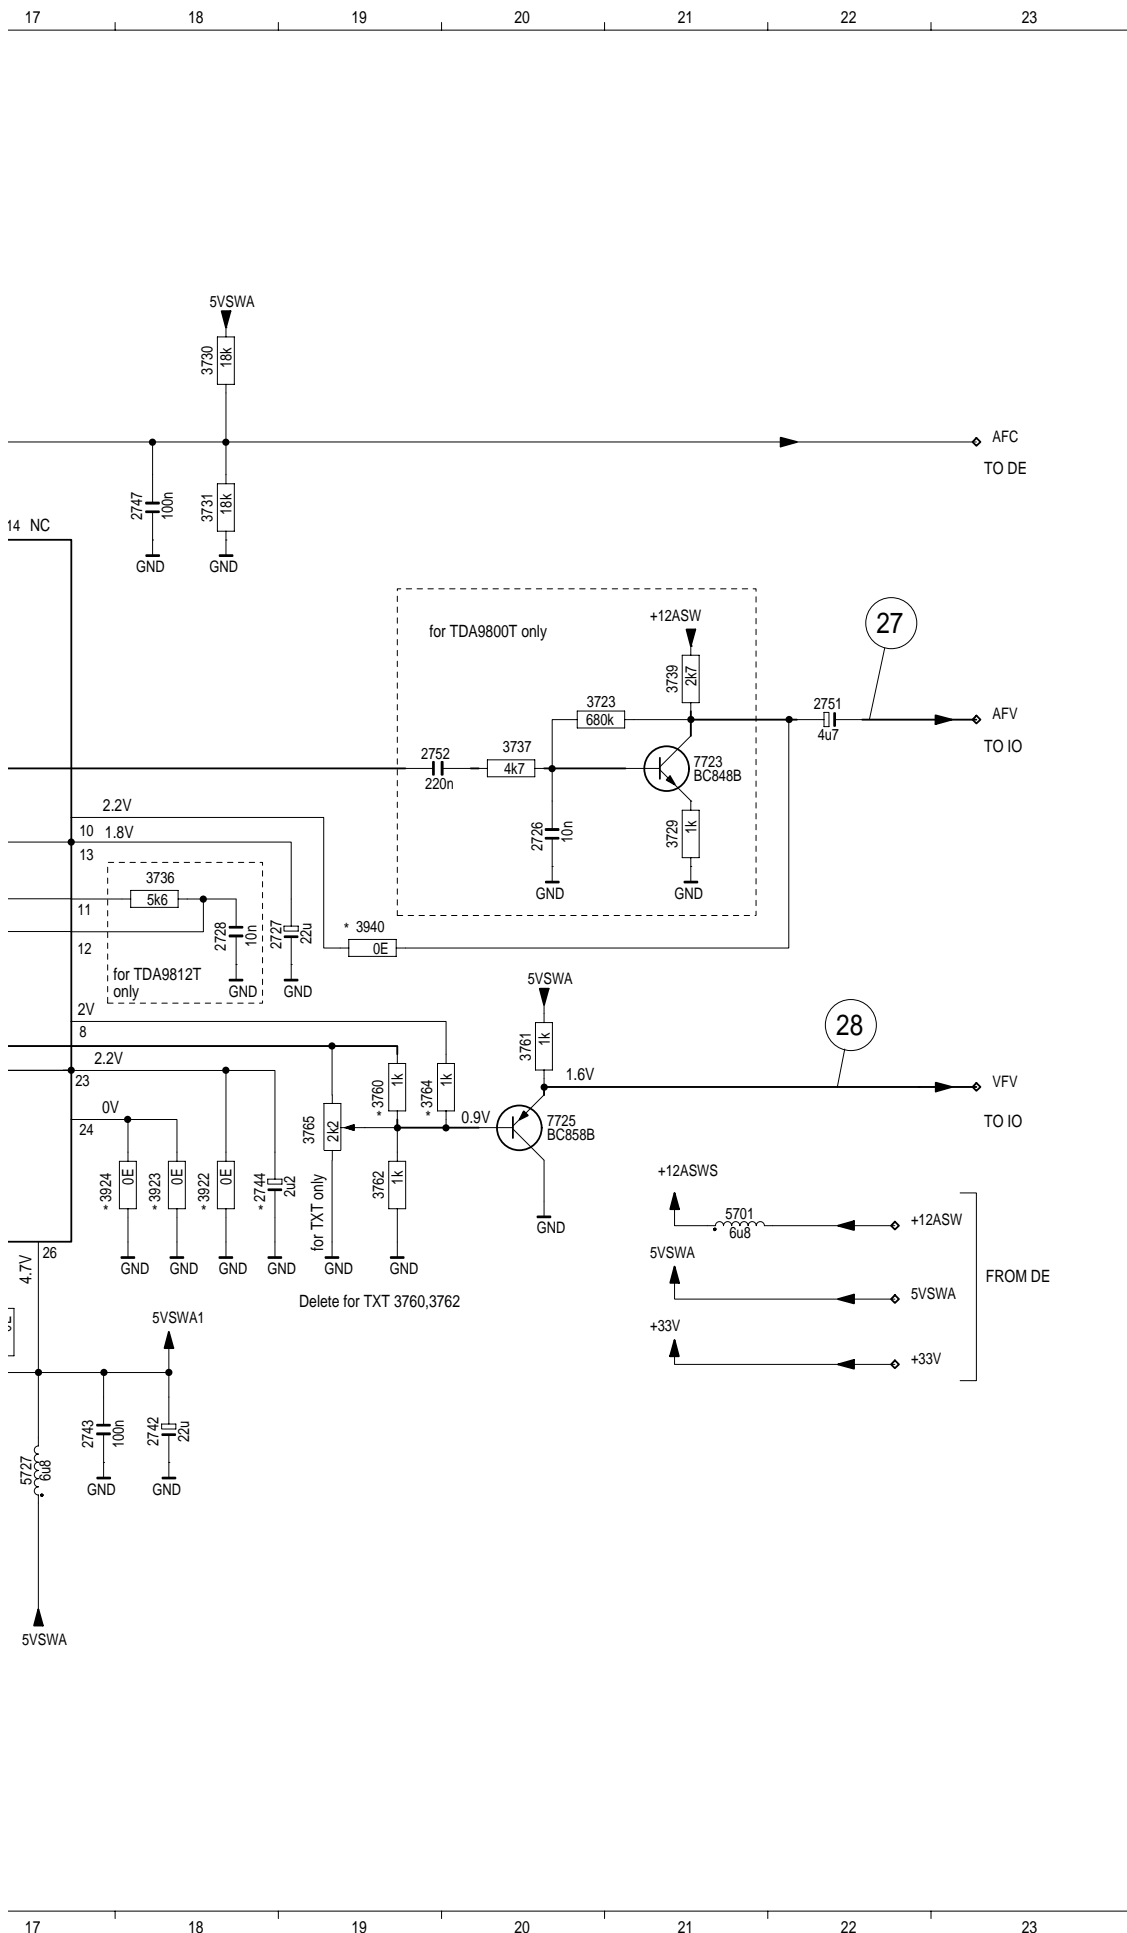 17 18 19 20 21 22 23
5VSWA
3730
18k
AFC
TO DE
2747
100n
3731
18k
14 NC
GND
GND
for TDA9800T only
+12ASW
27
3739
2k7
3723
680k
2751
4u7
AFV
TO IO
2752
220n
3737
4k7
7723
BC848B
2726
10n
3729
1k
2.2V
10 1.8V
13
GND
GND
3736
5k6
11
12
2728
10n
2727
22u
* 3940
0E
for TDA9812T
only
GND
GND
5VSWA
2V
8
3761
1k
28
2.2V
23
* 3760
1k
* 3764
1k
1.6V
VFV
TO IO
0V
24
3765
2k2
0.9V
7725
BC858B
* 3924
0E
* 3923
0E
* 3922
0E
* 2744
2u2
for TXT only
3762
1k
GND
+12ASWS
5701
6u8
+12ASW
26
4.7V
GND
GND
GND
GND
GND
GND
5VSWA
5VSWA
FROM DE
Delete for TXT 3760,3762
5VSWA1
+33V
+33V
2743
100n
2742
22u
5727
6u8
GND
GND
5VSWA
17 18 19 20 21 22 23